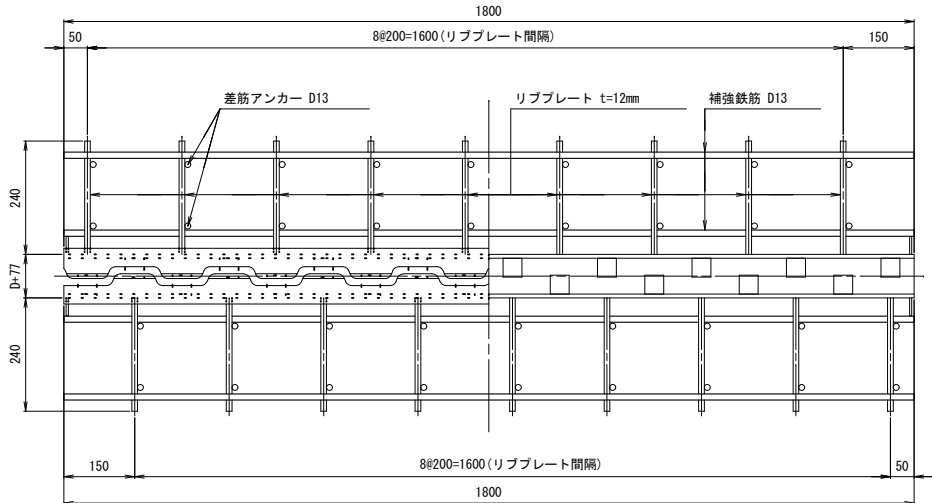 1800
50
8@200=1600(リブプレート間隔)
150
差筋アンカー D13
リブプレート t=12mm
補強鉄筋 D13
240
D+77
240
150
8@200=1600(リブプレート間隔)
50
1800